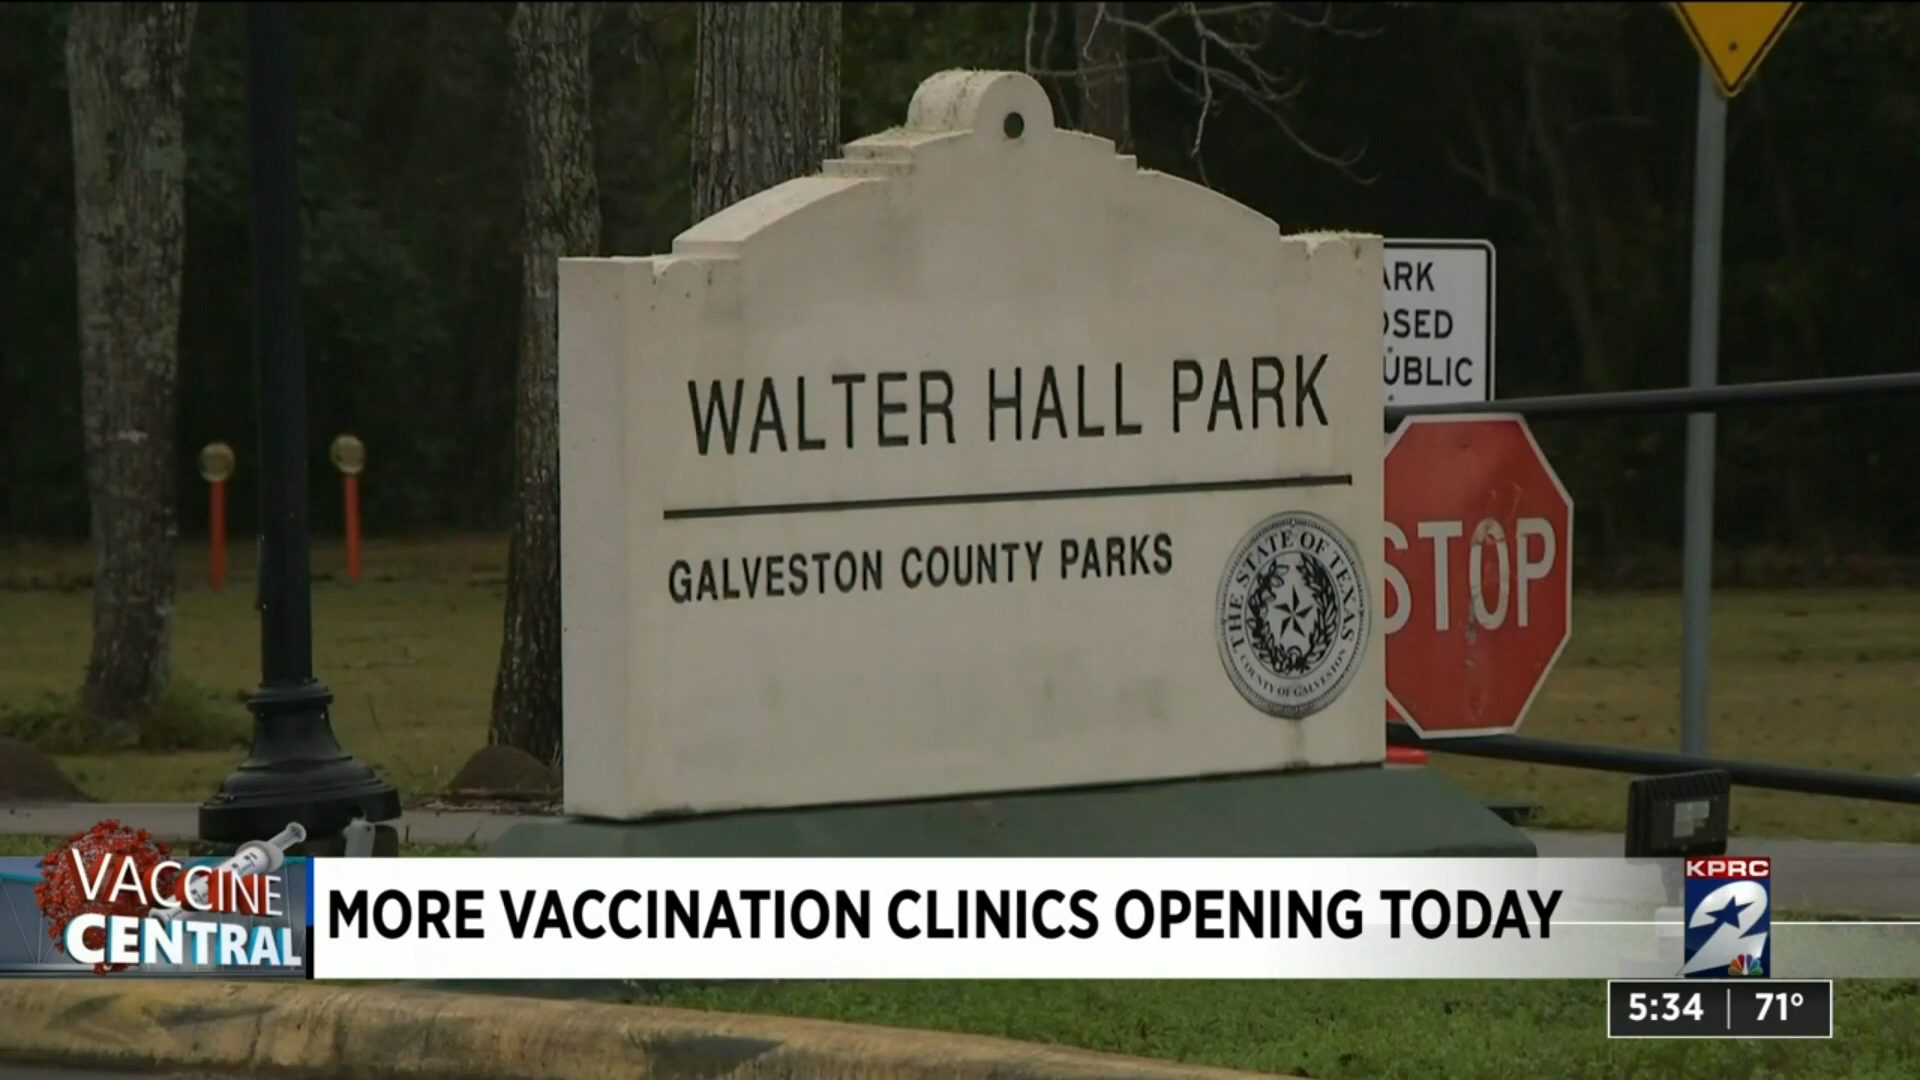 WALTER HALL PARK
GALVESTON COUNTY PARKS
THE STATE OF TEXAS
COUNTY OF GALVESTON
ARK
OSED
UBLIC
STOP
VACCINE
CENTRAL
MORE VACCINATION CLINICS OPENING TODAY
KPRC
2
5:34 71°